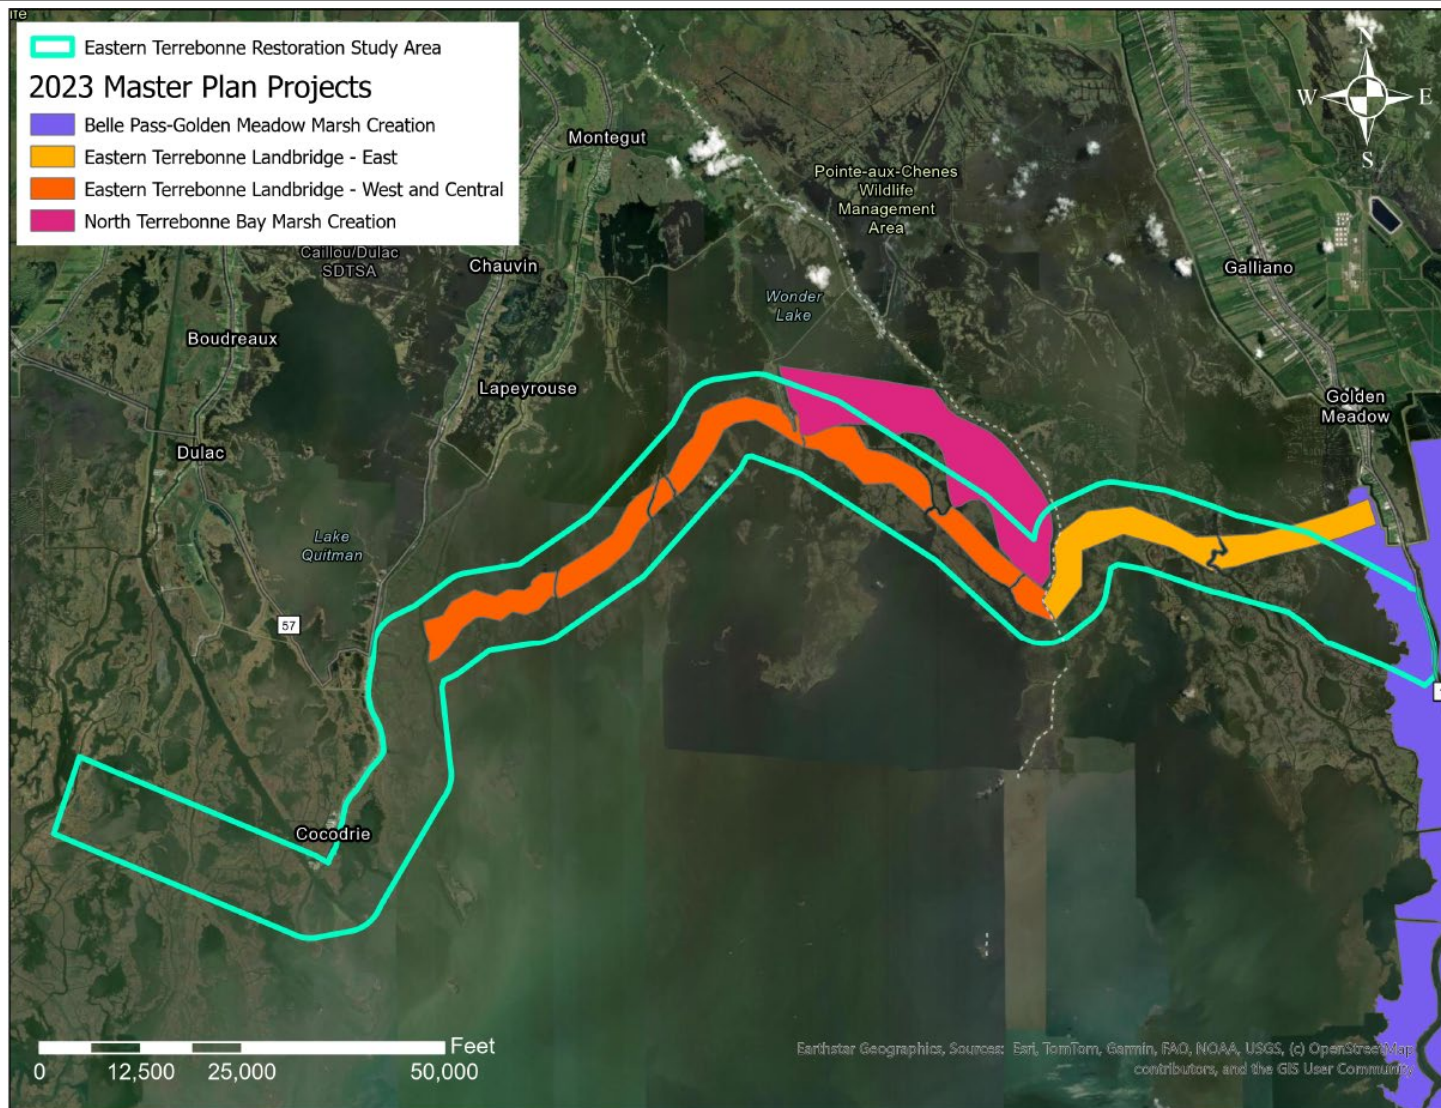 Eastern Terrebonne Restoration Study Area
2023 Master Plan Projects
Belle Pass-Golden Meadow Marsh Creation
Eastern Terrebonne Landbridge - East
Eastern Terrebonne Landbridge - West and Central
North Terrebonne Bay Marsh Creation
N
W
E
S
Montegut
Pointe-aux-Chenes
Wildlife
Management
Area
Caillou/Dulac
SDTSA
Chauvin
Galliano
Wonder
Lake
Boudreaux
Lapeyrouse
Golden
Meadow
Dulac
Lake
Quitman
57
Cocodrie
Feet
0
12,500
25,000
50,000
Earthstar Geographics, Sources: Esri, TomTom, Garmin, FAO, NOAA, USGS, (c) OpenStreetMap
contributors, and the GIS User Community